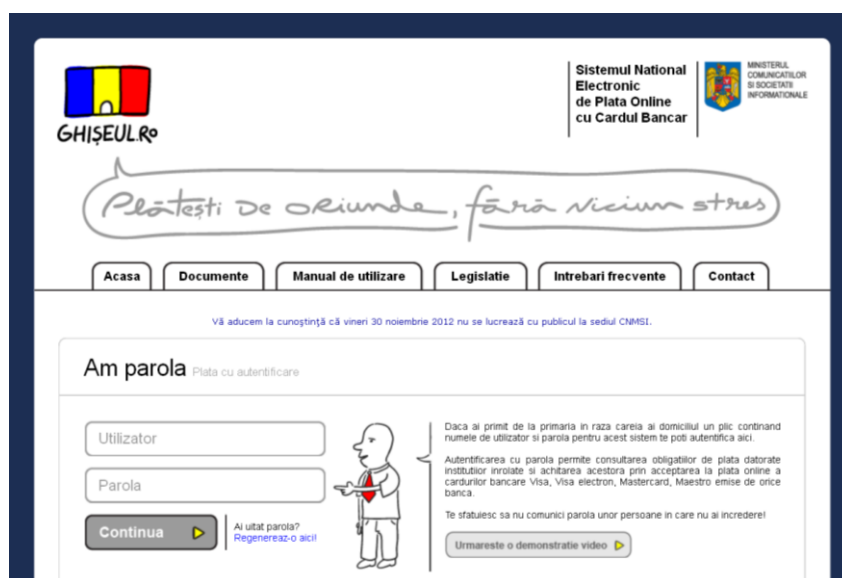 GHIȘEUL.RO
Sistemul National
Electronic
de Plata Online
cu Cardul Bancar
MINISTERUL
COMUNICATIILOR
SI SOCIETATII
INFORMATIONALE
Plătești de oriunde, fără niciun stres
Acasa Documente Manual de utilizare Legislatie Intrebari frecvente Contact
Vă aducem la cunoştinţă că vineri 30 noiembrie 2012 nu se lucrează cu publicul la sediul CNMSI.
Am parola Plata cu autentificare
Utilizator
Parola
Continua
Ai uitat parola?
Regenereaz-o aici!
Daca ai primit de la primaria in raza careia ai domiciliul un plic continand
numele de utilizator si parola pentru acest sistem te poti autentifica aici.
Autentificarea cu parola permite consultarea obligatiilor de plata datorate
institutiilor inrolate si achitarea acestora prin acceptarea la plata online a
cardurilor bancare Visa, Visa electron, Mastercard, Maestro emise de orice
banca.
Te sfatuiesc sa nu comunici parola unor persoane in care nu ai incredere!
Urmareste o demonstratie video